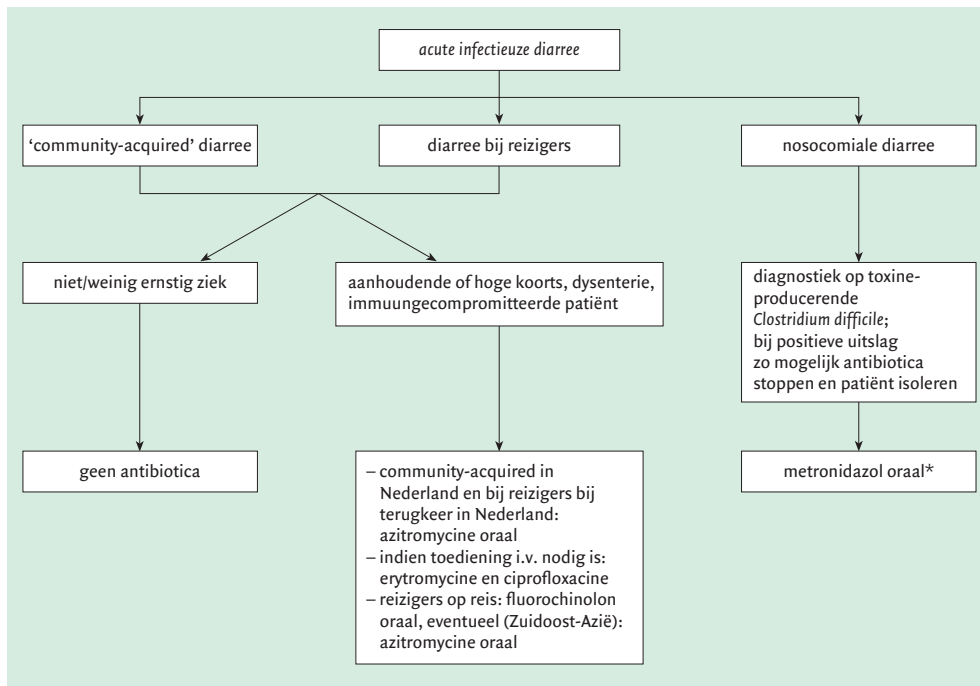 acute infectieuze diarree
‘community-acquired’ diarree
diarree bij reizigers
nosocomiale diarree
niet/weinig ernstig ziek
aanhoudende of hoge koorts, dysenterie,
immuungecompromitteerde patiënt
diagnostiek op toxine-
producerende
Clostridium difficile;
bij positieve uitslag
zo mogelijk antibiotica
stoppen en patiënt isoleren
geen antibiotica
– community-acquired in
Nederland en bij reizigers bij
terugkeer in Nederland:
azitromycine oraal
– indien toediening i.v. nodig is:
erytromycine en ciprofloxacine
– reizigers op reis: fluorochinolon
oraal, eventueel (Zuidoost-Azië):
azitromycine oraal
metronidazol oraal*